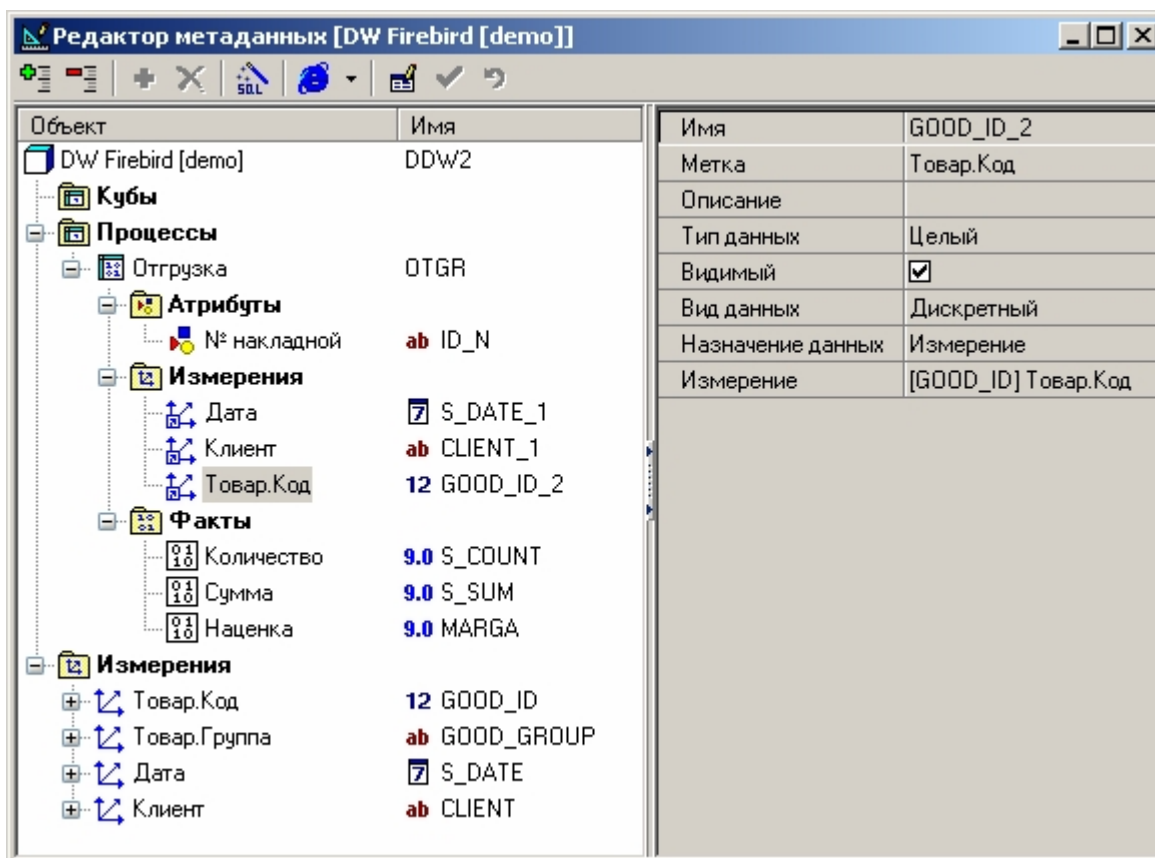 Редактор метаданных [DW Firebird [demo]]
SQL
Объект Имя
DW Firebird [demo] DDW2
Кубы
Процессы
Отгрузка OTGR
Атрибуты
№ накладной ab ID_N
Измерения
Дата 7 S_DATE_1
Клиент ab CLIENT_1
Товар.Код 12 GOOD_ID_2
Факты
Количество 9.0 S_COUNT
Сумма 9.0 S_SUM
Наценка 9.0 MARGA
Измерения
Товар.Код 12 GOOD_ID
Товар.Группа ab GOOD_GROUP
Дата 7 S_DATE
Клиент ab CLIENT
Имя GOOD_ID_2
Метка Товар.Код
Описание
Тип данных Целый
Видимый
Вид данных Дискретный
Назначение данных Измерение
Измерение [GOOD_ID] Товар.Код